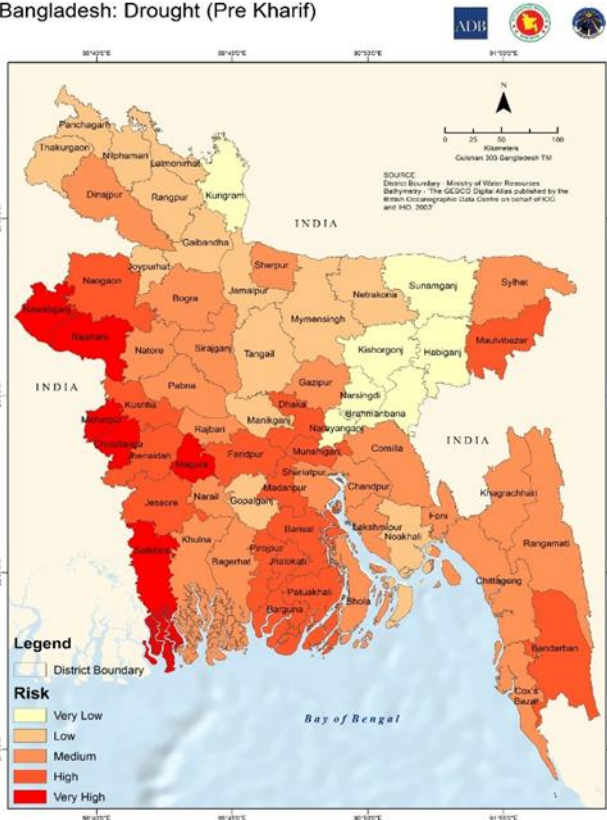 Bangladesh: Drought (Pre Kharif)
ADB
N
0 25 50 100
Kilometers
Gulshan 303 Bangladesh TM
SOURCE:
District Boundary - Ministry of Water Resources
Bathymetry - 'The GEBCO Digital Atlas published by the
British Oceanographic Data Centre on behalf of IOC
and IHO, 2003'
Panchagarh
Thakurgaon
Nilphamari
Lalmonirhat
Dinajpur
Rangpur
Kurigram
INDIA
Gaibandha
Joypurhat
Sherpur
Naogaon
Bogra
Jamalpur
Netrakona
Sunamganj
Sylhet
Nawabganj
Mymensingh
Rajshahi
Natore
Sirajganj
Tangail
Kishorgonj
Habiganj
Maulvibazar
INDIA
Pabna
Gazipur
Narsingdi
Kushtia
Dhaka
Brahmanbaria
Meherpur
Manikganj
Rajbari
Narayanganj
INDIA
Chuadanga
Jhenaidah
Magura
Faridpur
Munshiganj
Comilla
Shariatpur
Madaripur
Chandpur
Khagrachhari
Jessore
Narail
Gopalganj
Feni
Rangamati
Satkhira
Khulna
Barisal
Lakshmipur
Noakhali
Bagerhat
Pirojpur
Jhalokati
Chittagong
Patuakhali
Bhola
Barguna
Bandarban
Cox's
Bazar
Bay of Bengal
Legend
District Boundary
Risk
Very Low
Low
Medium
High
Very High